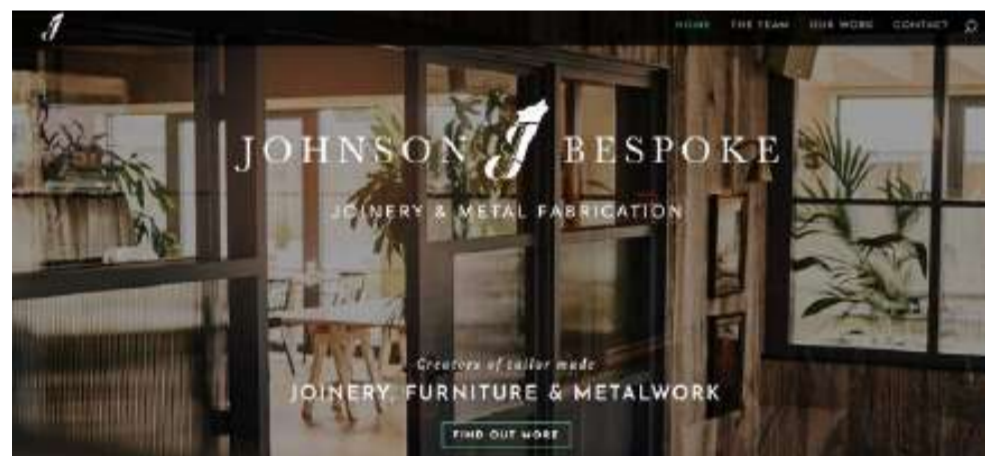 HOME THE TEAM OUR WORK CONTACT
JOHNSON J BESPOKE
JOINERY & METAL FABRICATION
Creators of tailor made
JOINERY, FURNITURE & METALWORK
FIND OUT MORE